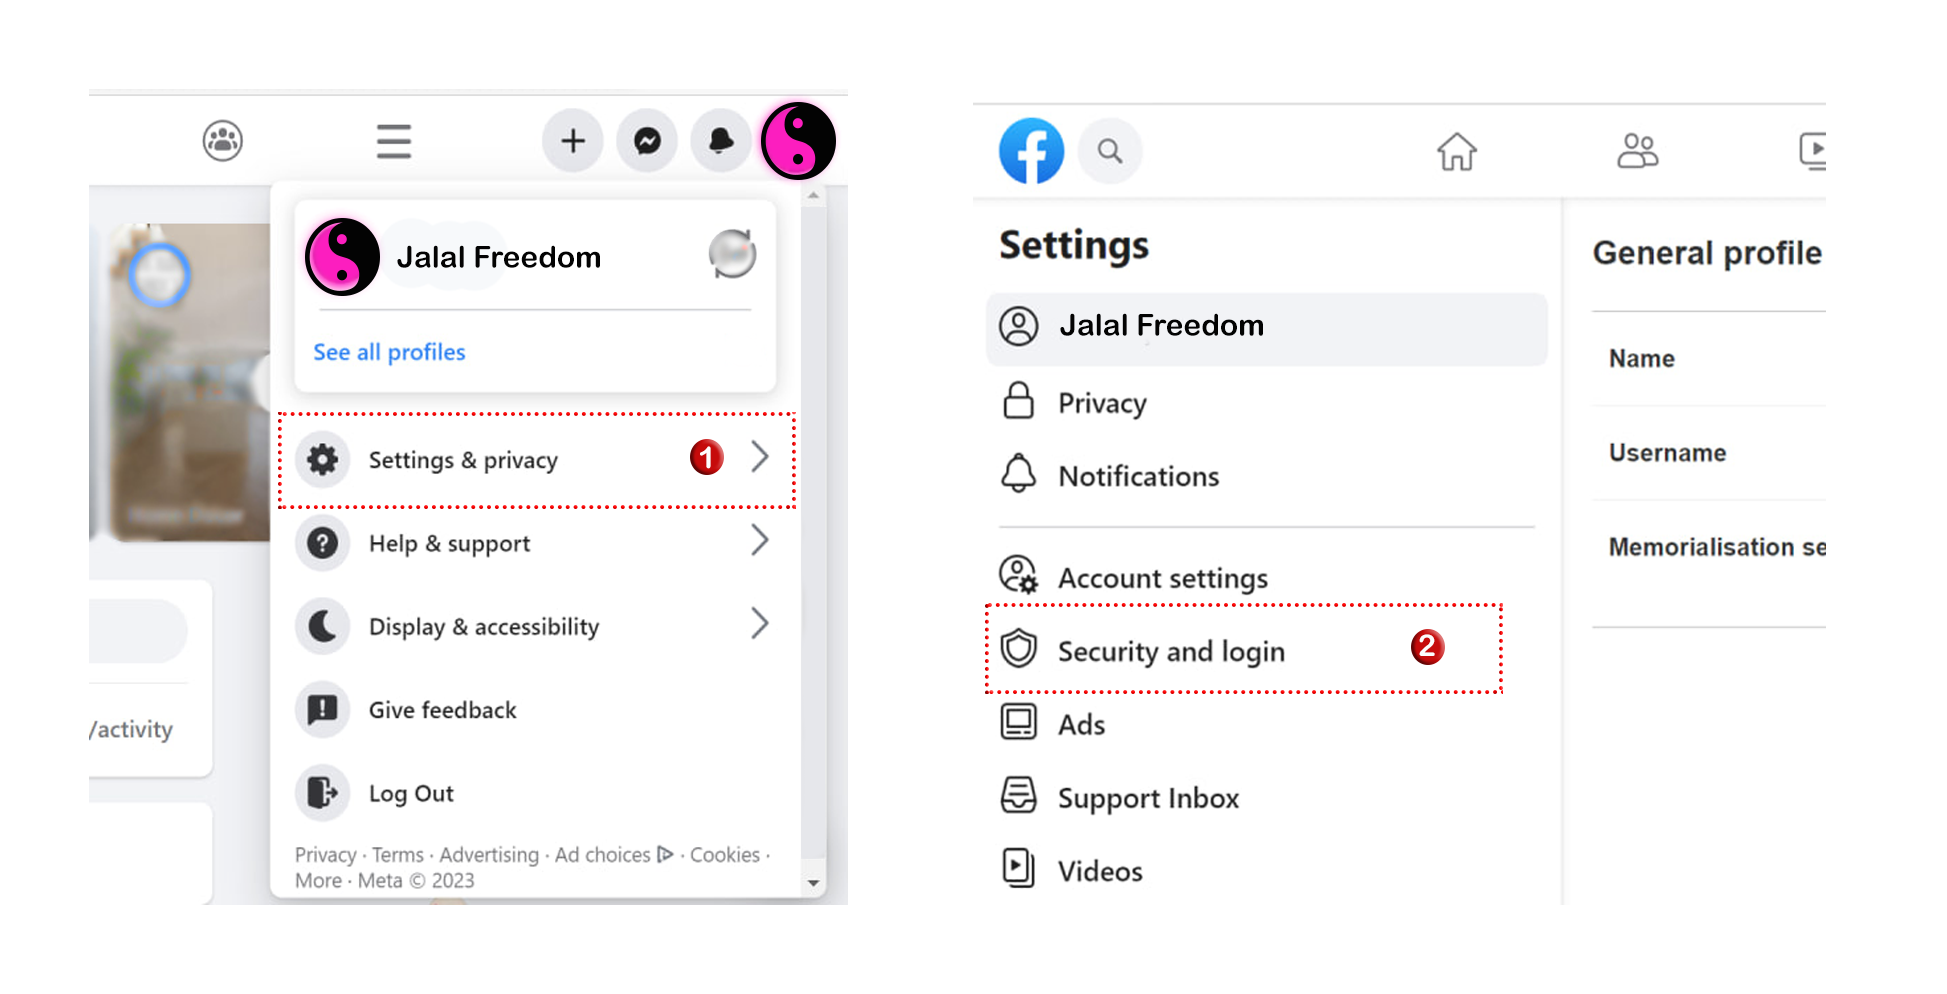 Jalal Freedom
See all profiles
Settings & privacy 1
Help & support
Display & accessibility
Give feedback
/activity
Log Out
Privacy · Terms · Advertising · Ad choices · Cookies ·
More · Meta © 2023
Settings
Jalal Freedom
Privacy
Notifications
Account settings
Security and login 2
Ads
Support Inbox
Videos
General profile
Name
Username
Memorialisation se